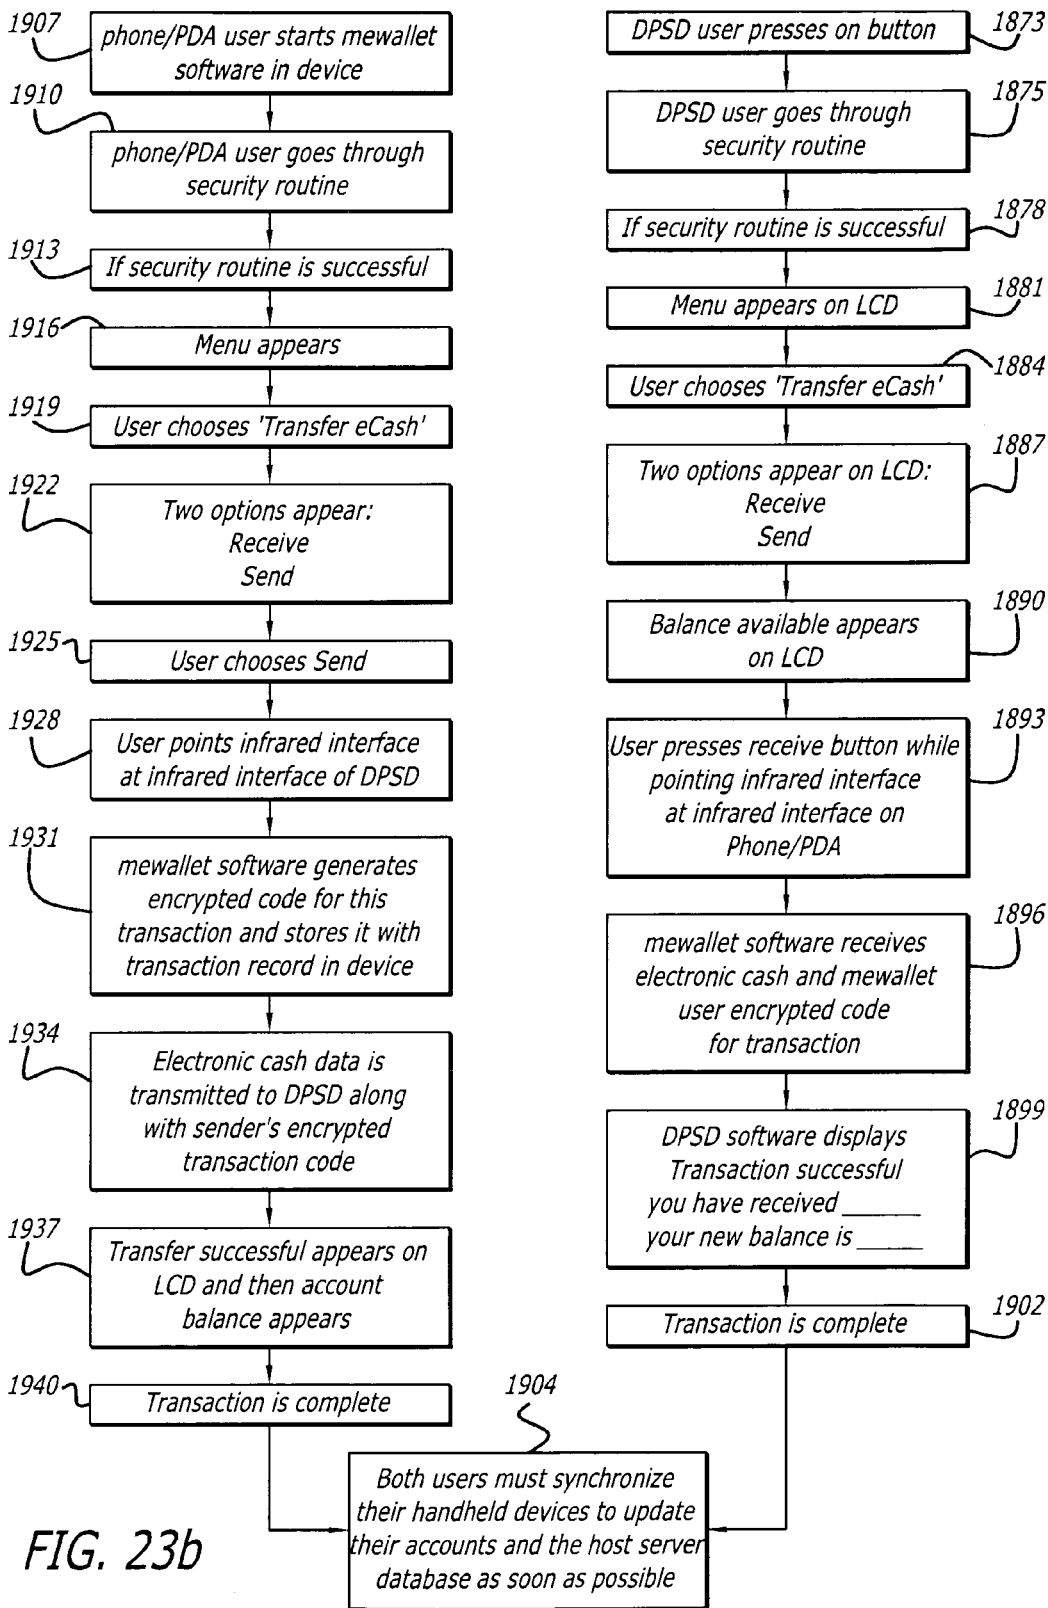 1907
phone/PDA user starts mewallet
software in device
1910
phone/PDA user goes through
security routine
1913
If security routine is successful
1916
Menu appears
1919
User chooses 'Transfer eCash'
1922
Two options appear:
Receive
Send
1925
User chooses Send
1928
User points infrared interface
at infrared interface of DPSD
1931
mewallet software generates
encrypted code for this
transaction and stores it with
transaction record in device
1934
Electronic cash data is
transmitted to DPSD along
with sender's encrypted
transaction code
1937
Transfer successful appears on
LCD and then account
balance appears
1940
Transaction is complete
DPSD user presses on button
1873
DPSD user goes through
security routine
1875
If security routine is successful
1878
Menu appears on LCD
1881
User chooses 'Transfer eCash'
1884
Two options appear on LCD:
Receive
Send
1887
Balance available appears
on LCD
1890
User presses receive button while
pointing infrared interface
at infrared interface on
Phone/PDA
1893
mewallet software receives
electronic cash and mewallet
user encrypted code
for transaction
1896
DPSD software displays
Transaction successful
you have received ______
your new balance is ______
1899
Transaction is complete
1902
1904
Both users must synchronize
their handheld devices to update
their accounts and the host server
database as soon as possible
FIG. 23b